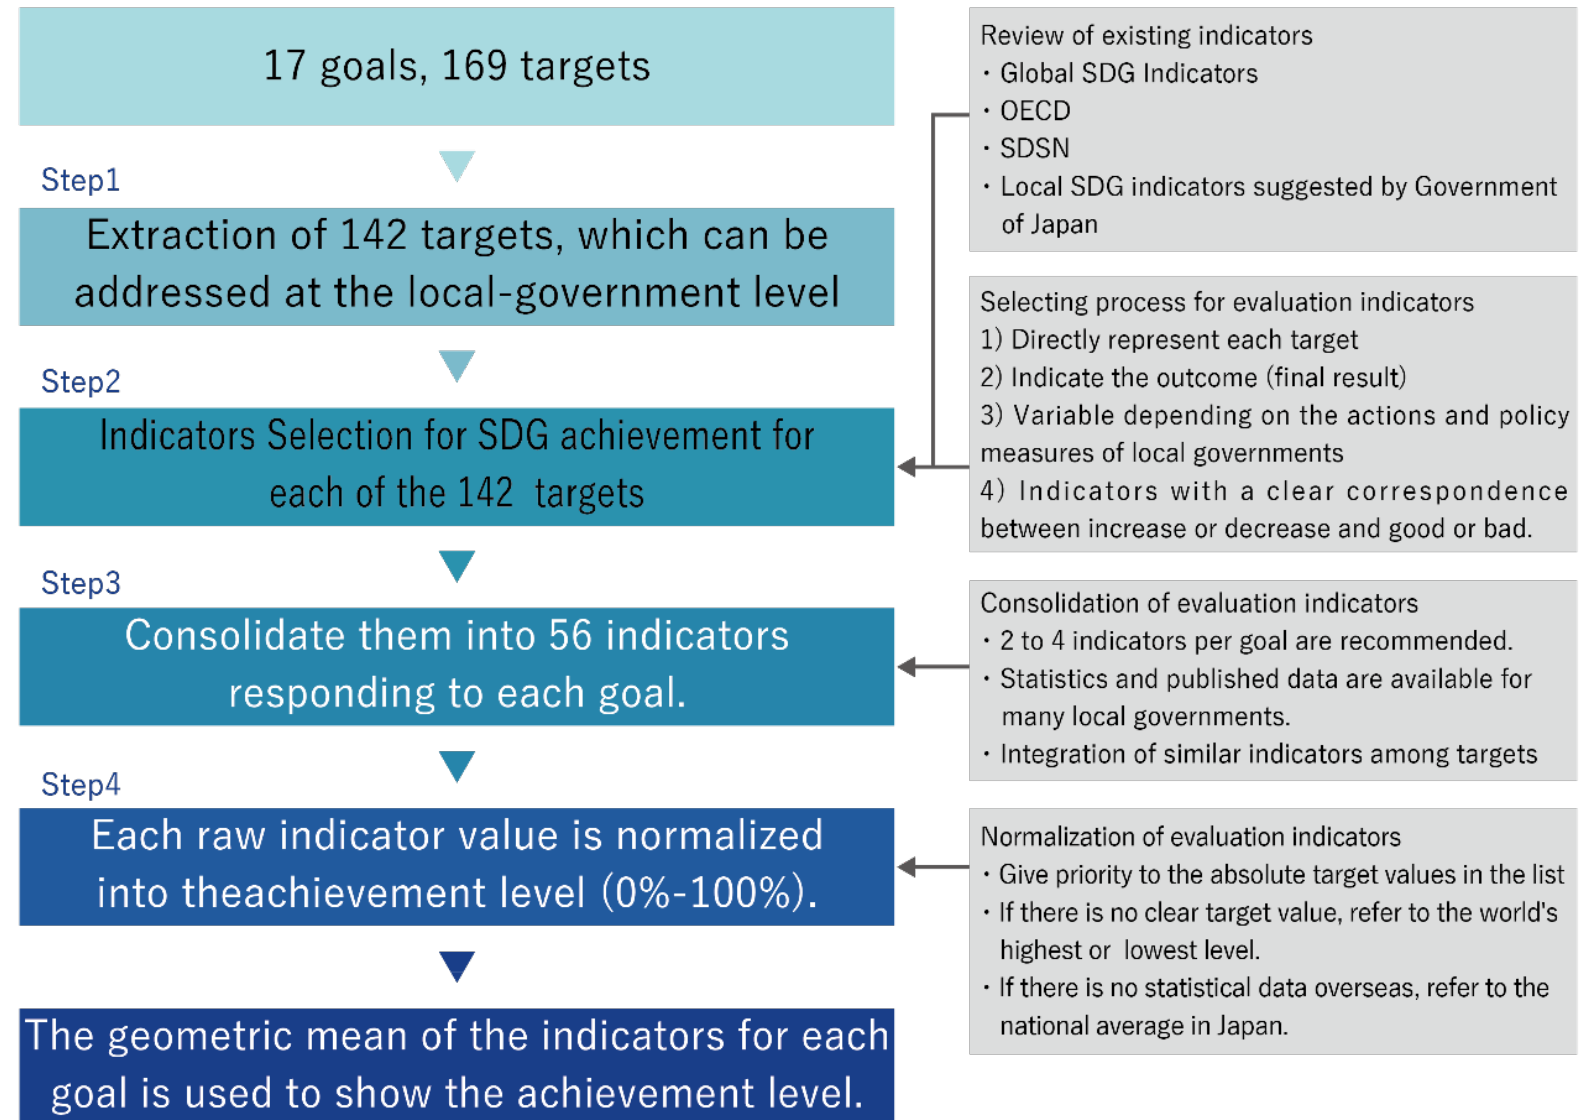 17 goals, 169 targets
Step1
Extraction of 142 targets, which can be
addressed at the local-government level
Step2
Indicators Selection for SDG achievement for
each of the 142 targets
Step3
Consolidate them into 56 indicators
responding to each goal.
Step4
Each raw indicator value is normalized
into theachievement level (0%-100%).
The geometric mean of the indicators for each
goal is used to show the achievement level.
Review of existing indicators
・Global SDG Indicators
・OECD
・SDSN
・Local SDG indicators suggested by Government
of Japan
Selecting process for evaluation indicators
1) Directly represent each target
2) Indicate the outcome (final result)
3) Variable depending on the actions and policy
measures of local governments
4) Indicators with a clear correspondence
between increase or decrease and good or bad.
Consolidation of evaluation indicators
・2 to 4 indicators per goal are recommended.
・Statistics and published data are available for
many local governments.
・Integration of similar indicators among targets
Normalization of evaluation indicators
・Give priority to the absolute target values in the list
・If there is no clear target value, refer to the world's
highest or lowest level.
・If there is no statistical data overseas, refer to the
national average in Japan.